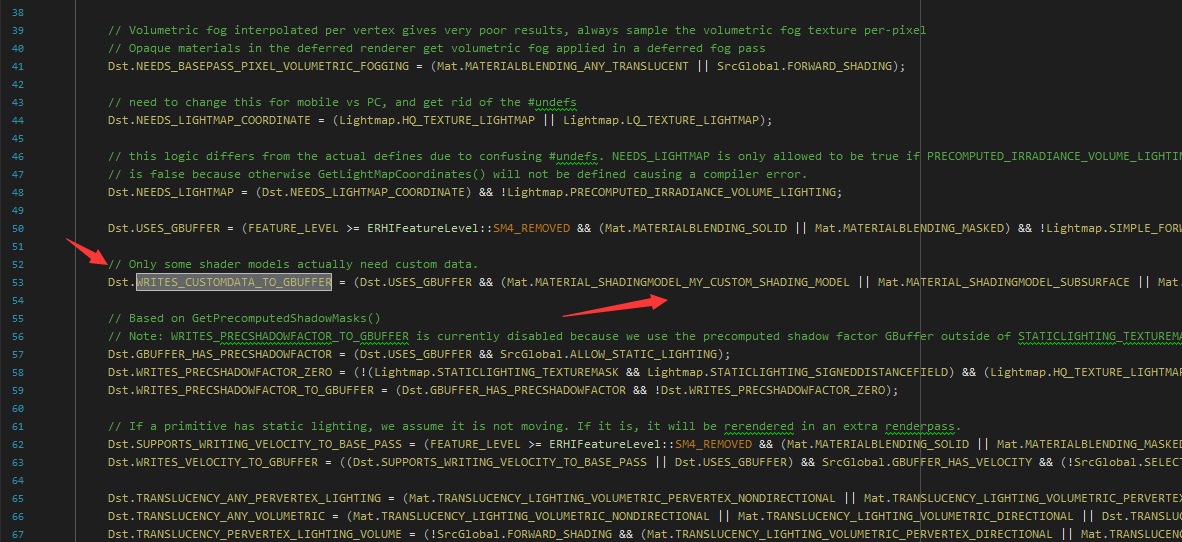 38
39 // Volumetric fog interpolated per vertex gives very poor results, always sample the volumetric fog texture per-pixel
40 // Opaque materials in the deferred renderer get volumetric fog applied in a deferred fog pass
41 Dst.NEEDS_BASEPASS_PIXEL_VOLUMETRIC_FOGGING = (Mat.MATERIALBLENDING_ANY_TRANSLUCENT || SrcGlobal.FORWARD_SHADING);
42
43 // need to change this for mobile vs PC, and get rid of the #undefs
44 Dst.NEEDS_LIGHTMAP_COORDINATE = (Lightmap.HQ_TEXTURE_LIGHTMAP || Lightmap.LQ_TEXTURE_LIGHTMAP);
45
46 // this logic differs from the actual defines due to confusing #undefs. NEEDS_LIGHTMAP is only allowed to be true if PRECOMPUTED_IRRADIANCE_VOLUME_LIGHTIN
47 // is false because otherwise GetLightMapCoordinates() will not be defined causing a compiler error.
48 Dst.NEEDS_LIGHTMAP = (Dst.NEEDS_LIGHTMAP_COORDINATE) && !Lightmap.PRECOMPUTED_IRRADIANCE_VOLUME_LIGHTING;
49
50 Dst.USES_GBUFFER = (FEATURE_LEVEL >= ERHIFeatureLevel::SM4_REMOVED && (Mat.MATERIALBLENDING_SOLID || Mat.MATERIALBLENDING_MASKED) && !Lightmap.SIMPLE_FORW
51
52 // Only some shader models actually need custom data.
53 Dst.WRITES_CUSTOMDATA_TO_GBUFFER = (Dst.USES_GBUFFER && (Mat.MATERIAL_SHADINGMODEL_MY_CUSTOM_SHADING_MODEL || Mat.MATERIAL_SHADINGMODEL_SUBSURFACE || Mat.
54
55 // Based on GetPrecomputedShadowMasks()
56 // Note: WRITES_PRECSHADOWFACTOR_TO_GBUFFER is currently disabled because we use the precomputed shadow factor GBuffer outside of STATICLIGHTING_TEXTUREMA
57 Dst.GBUFFER_HAS_PRECSHADOWFACTOR = (Dst.USES_GBUFFER && SrcGlobal.ALLOW_STATIC_LIGHTING);
58 Dst.WRITES_PRECSHADOWFACTOR_ZERO = (!(Lightmap.STATICLIGHTING_TEXTUREMASK && Lightmap.STATICLIGHTING_SIGNEDDISTANCEFIELD) && (Lightmap.HQ_TEXTURE_LIGHTMAP
59 Dst.WRITES_PRECSHADOWFACTOR_TO_GBUFFER = (Dst.GBUFFER_HAS_PRECSHADOWFACTOR && !Dst.WRITES_PRECSHADOWFACTOR_ZERO);
60
61 // If a primitive has static lighting, we assume it is not moving. If it is, it will be rerendered in an extra renderpass.
62 Dst.SUPPORTS_WRITING_VELOCITY_TO_BASE_PASS = (FEATURE_LEVEL >= ERHIFeatureLevel::SM4_REMOVED && (Mat.MATERIALBLENDING_SOLID || Mat.MATERIALBLENDING_MASKED
63 Dst.WRITES_VELOCITY_TO_GBUFFER = ((Dst.SUPPORTS_WRITING_VELOCITY_TO_BASE_PASS || Dst.USES_GBUFFER) && SrcGlobal.GBUFFER_HAS_VELOCITY && (!SrcGlobal.SELECT
64
65 Dst.TRANSLUCENCY_ANY_PERVERTEX_LIGHTING = (Mat.TRANSLUCENCY_LIGHTING_VOLUMETRIC_PERVERTEX_NONDIRECTIONAL || Mat.TRANSLUCENCY_LIGHTING_VOLUMETRIC_PERVERTEX
66 Dst.TRANSLUCENCY_ANY_VOLUMETRIC = (Mat.TRANSLUCENCY_LIGHTING_VOLUMETRIC_NONDIRECTIONAL || Mat.TRANSLUCENCY_LIGHTING_VOLUMETRIC_DIRECTIONAL || Dst.TRANSLUC
67 Dst.TRANSLUCENCY_PERVERTEX_LIGHTING_VOLUME = (!SrcGlobal.FORWARD_SHADING && (Mat.TRANSLUCENCY_LIGHTING_VOLUMETRIC_PERVERTEX_DIRECTIONAL || Mat.TRANSLUCENC